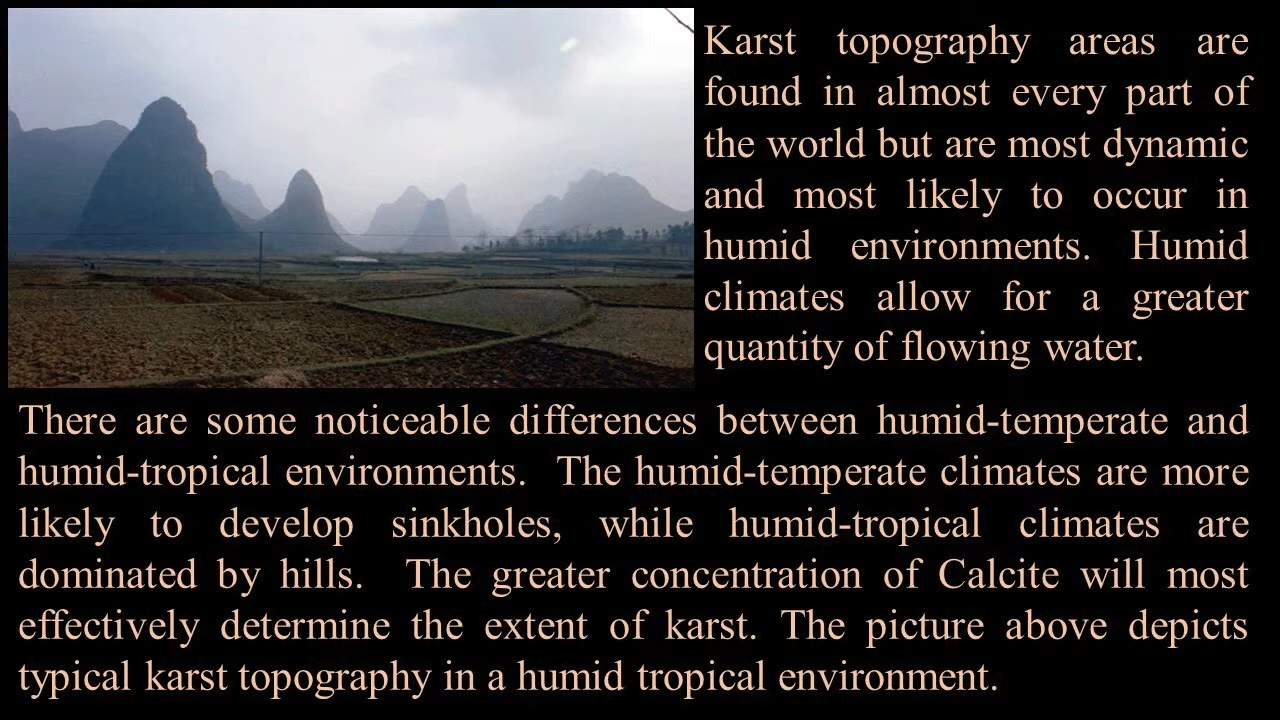 Karst topography areas are
found in almost every part of
the world but are most dynamic
and most likely to occur in
humid environments. Humid
climates allow for a greater
quantity of flowing water.
There are some noticeable differences between humid-temperate and
humid-tropical environments. The humid-temperate climates are more
likely to develop sinkholes, while humid-tropical climates are
dominated by hills. The greater concentration of Calcite will most
effectively determine the extent of karst. The picture above depicts
typical karst topography in a humid tropical environment.